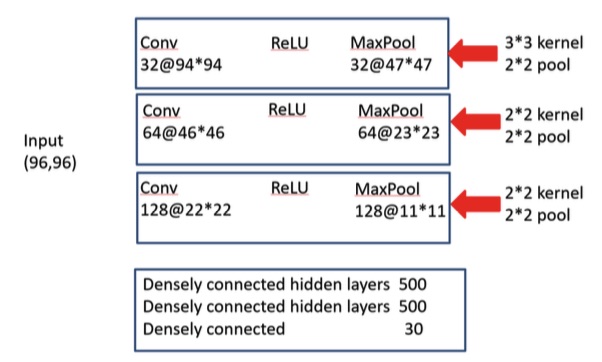 Conv ReLU MaxPool
32@94*94 32@47*47
3*3 kernel
2*2 pool
Conv ReLU MaxPool
64@46*46 64@23*23
2*2 kernel
2*2 pool
Input
(96,96)
Conv ReLU MaxPool
128@22*22 128@11*11
2*2 kernel
2*2 pool
Densely connected hidden layers 500
Densely connected hidden layers 500
Densely connected 30